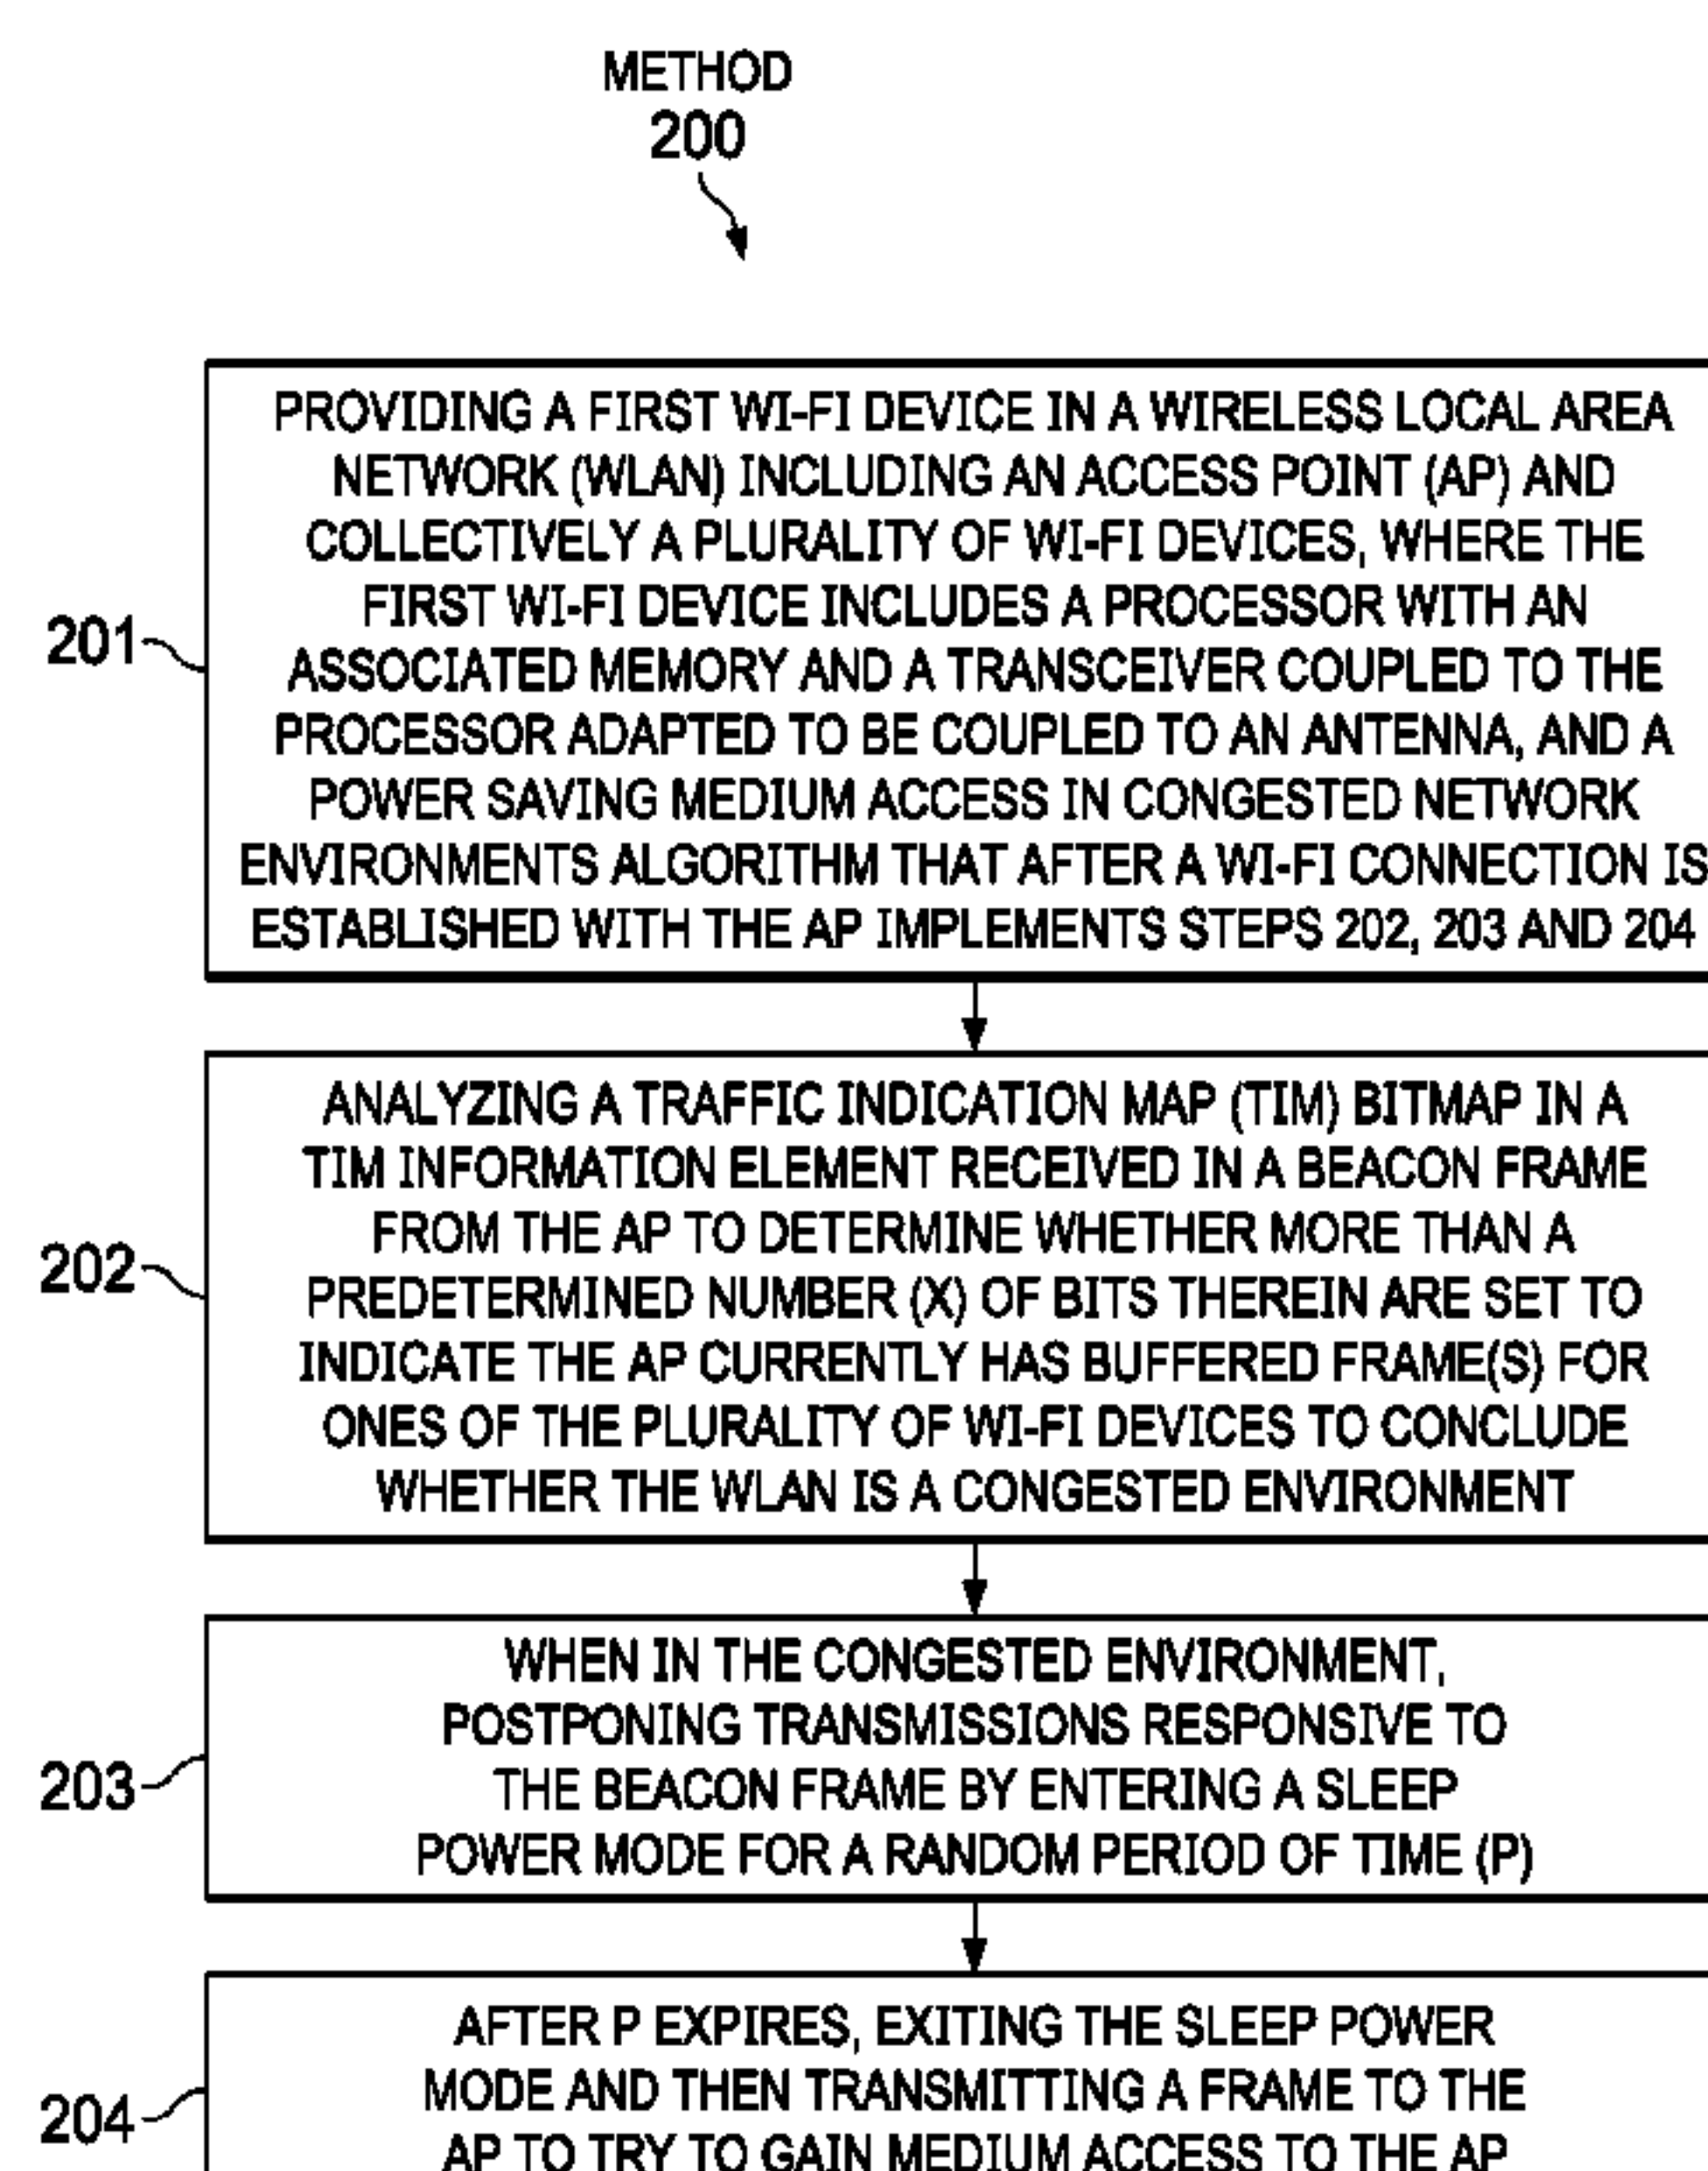 METHOD
200
201
PROVIDING A FIRST WI-FI DEVICE IN A WIRELESS LOCAL AREA
NETWORK (WLAN) INCLUDING AN ACCESS POINT (AP) AND
COLLECTIVELY A PLURALITY OF WI-FI DEVICES, WHERE THE
FIRST WI-FI DEVICE INCLUDES A PROCESSOR WITH AN
ASSOCIATED MEMORY AND A TRANSCEIVER COUPLED TO THE
PROCESSOR ADAPTED TO BE COUPLED TO AN ANTENNA, AND A
POWER SAVING MEDIUM ACCESS IN CONGESTED NETWORK
ENVIRONMENTS ALGORITHM THAT AFTER A WI-FI CONNECTION IS
ESTABLISHED WITH THE AP IMPLEMENTS STEPS 202, 203 AND 204
202
ANALYZING A TRAFFIC INDICATION MAP (TIM) BITMAP IN A
TIM INFORMATION ELEMENT RECEIVED IN A BEACON FRAME
FROM THE AP TO DETERMINE WHETHER MORE THAN A
PREDETERMINED NUMBER (X) OF BITS THEREIN ARE SET TO
INDICATE THE AP CURRENTLY HAS BUFFERED FRAME(S) FOR
ONES OF THE PLURALITY OF WI-FI DEVICES TO CONCLUDE
WHETHER THE WLAN IS A CONGESTED ENVIRONMENT
203
WHEN IN THE CONGESTED ENVIRONMENT,
POSTPONING TRANSMISSIONS RESPONSIVE TO
THE BEACON FRAME BY ENTERING A SLEEP
POWER MODE FOR A RANDOM PERIOD OF TIME (P)
204
AFTER P EXPIRES, EXITING THE SLEEP POWER
MODE AND THEN TRANSMITTING A FRAME TO THE
AP TO TRY TO GAIN MEDIUM ACCESS TO THE AP